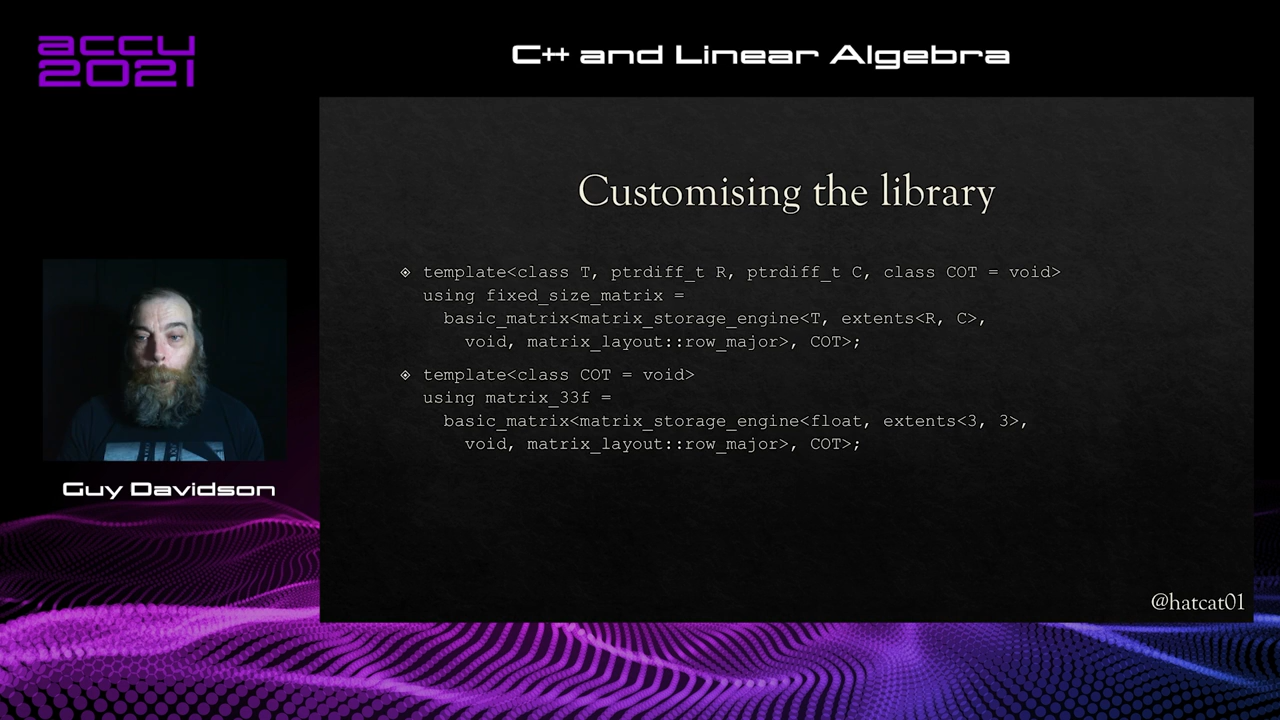 accu
2021
C++ and Linear Algebra
Customising the library
template<class T, ptrdiff_t R, ptrdiff_t C, class COT = void>
using fixed_size_matrix =
basic_matrix<matrix_storage_engine<T, extents<R, C>,
void, matrix_layout::row_major>, COT>;
template<class COT = void>
using matrix_33f =
basic_matrix<matrix_storage_engine<float, extents<3, 3>,
void, matrix_layout::row_major>, COT>;
Guy Davidson
@hatcat01